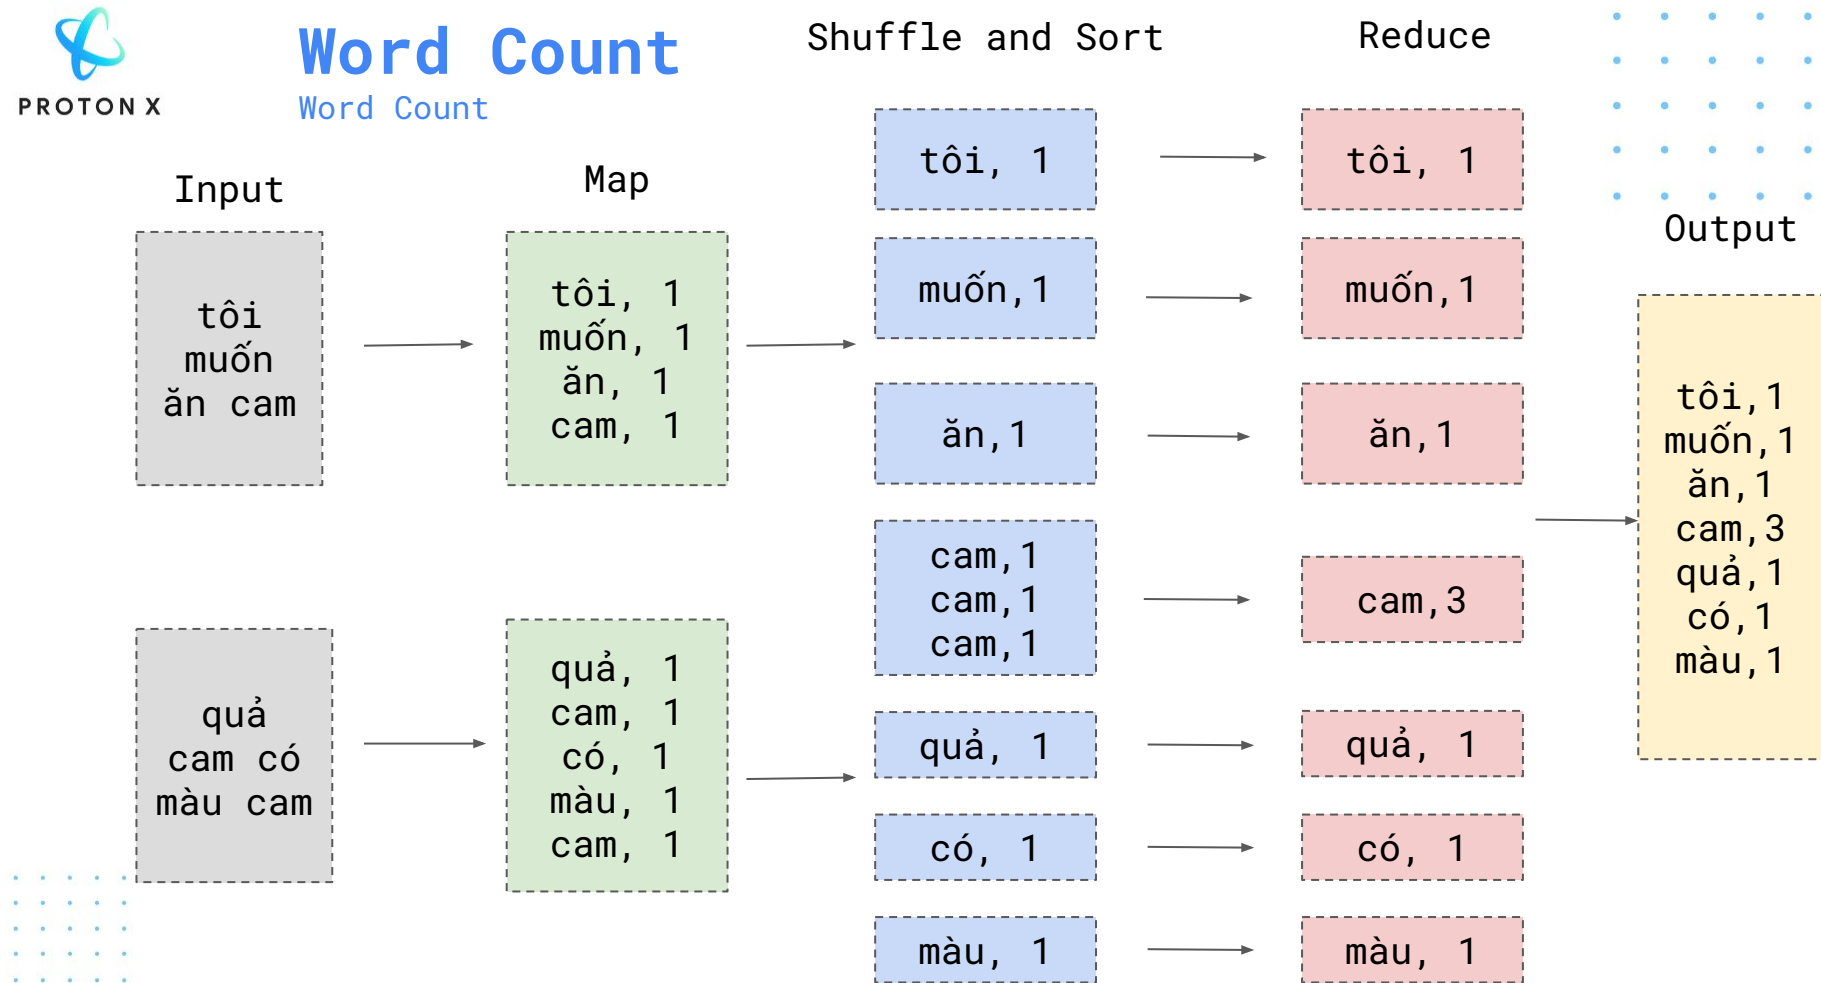 PROTON X
Word Count
Word Count
Input
tôi
muốn
ăn cam
quả
cam có
màu cam
Map
tôi, 1
muốn, 1
ăn, 1
cam, 1
quả, 1
cam, 1
có, 1
màu, 1
cam, 1
Shuffle and Sort
tôi, 1
muốn,1
ăn,1
cam,1
cam,1
cam,1
quả, 1
có, 1
màu, 1
Reduce
tôi, 1
muốn,1
ăn,1
cam,3
quả, 1
có, 1
màu, 1
Output
tôi,1
muốn,1
ăn,1
cam,3
quả,1
có,1
màu,1